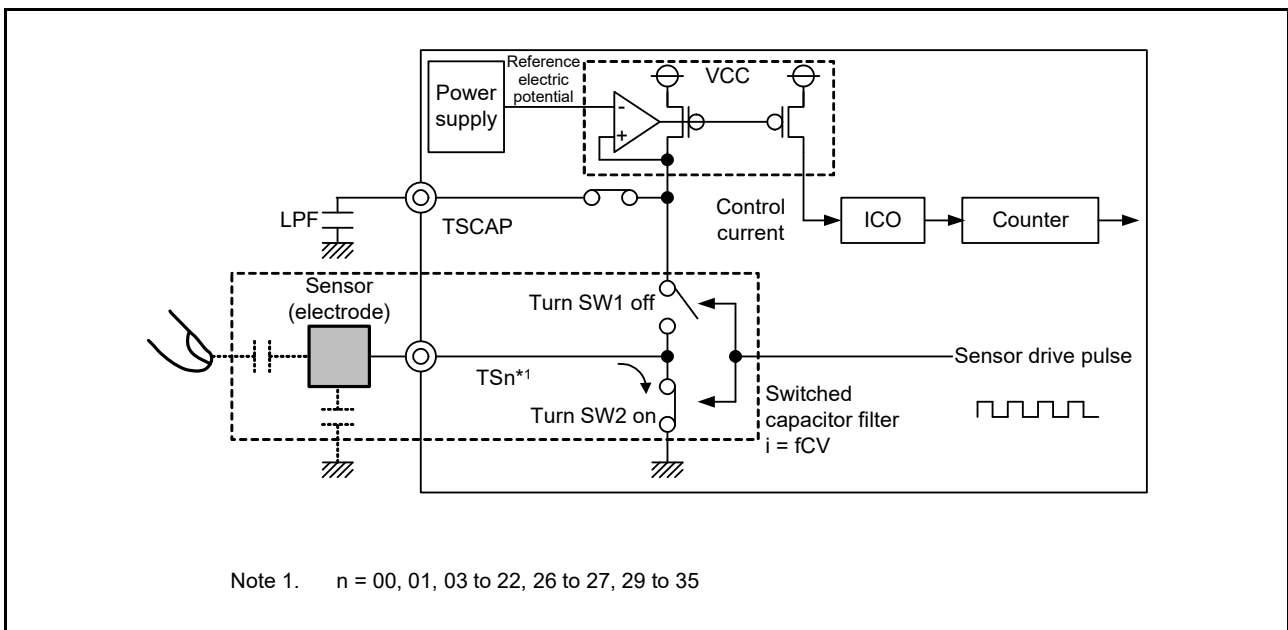 Reference
electric
potential
VCC
Power
supply
-
+
LPF
TSCAP
Control
current
ICO
Counter
Sensor
(electrode)
Turn SW1 off
TSn*1
Turn SW2 on
Sensor drive pulse
Switched
capacitor filter
i = fCV
Note 1. n = 00, 01, 03 to 22, 26 to 27, 29 to 35